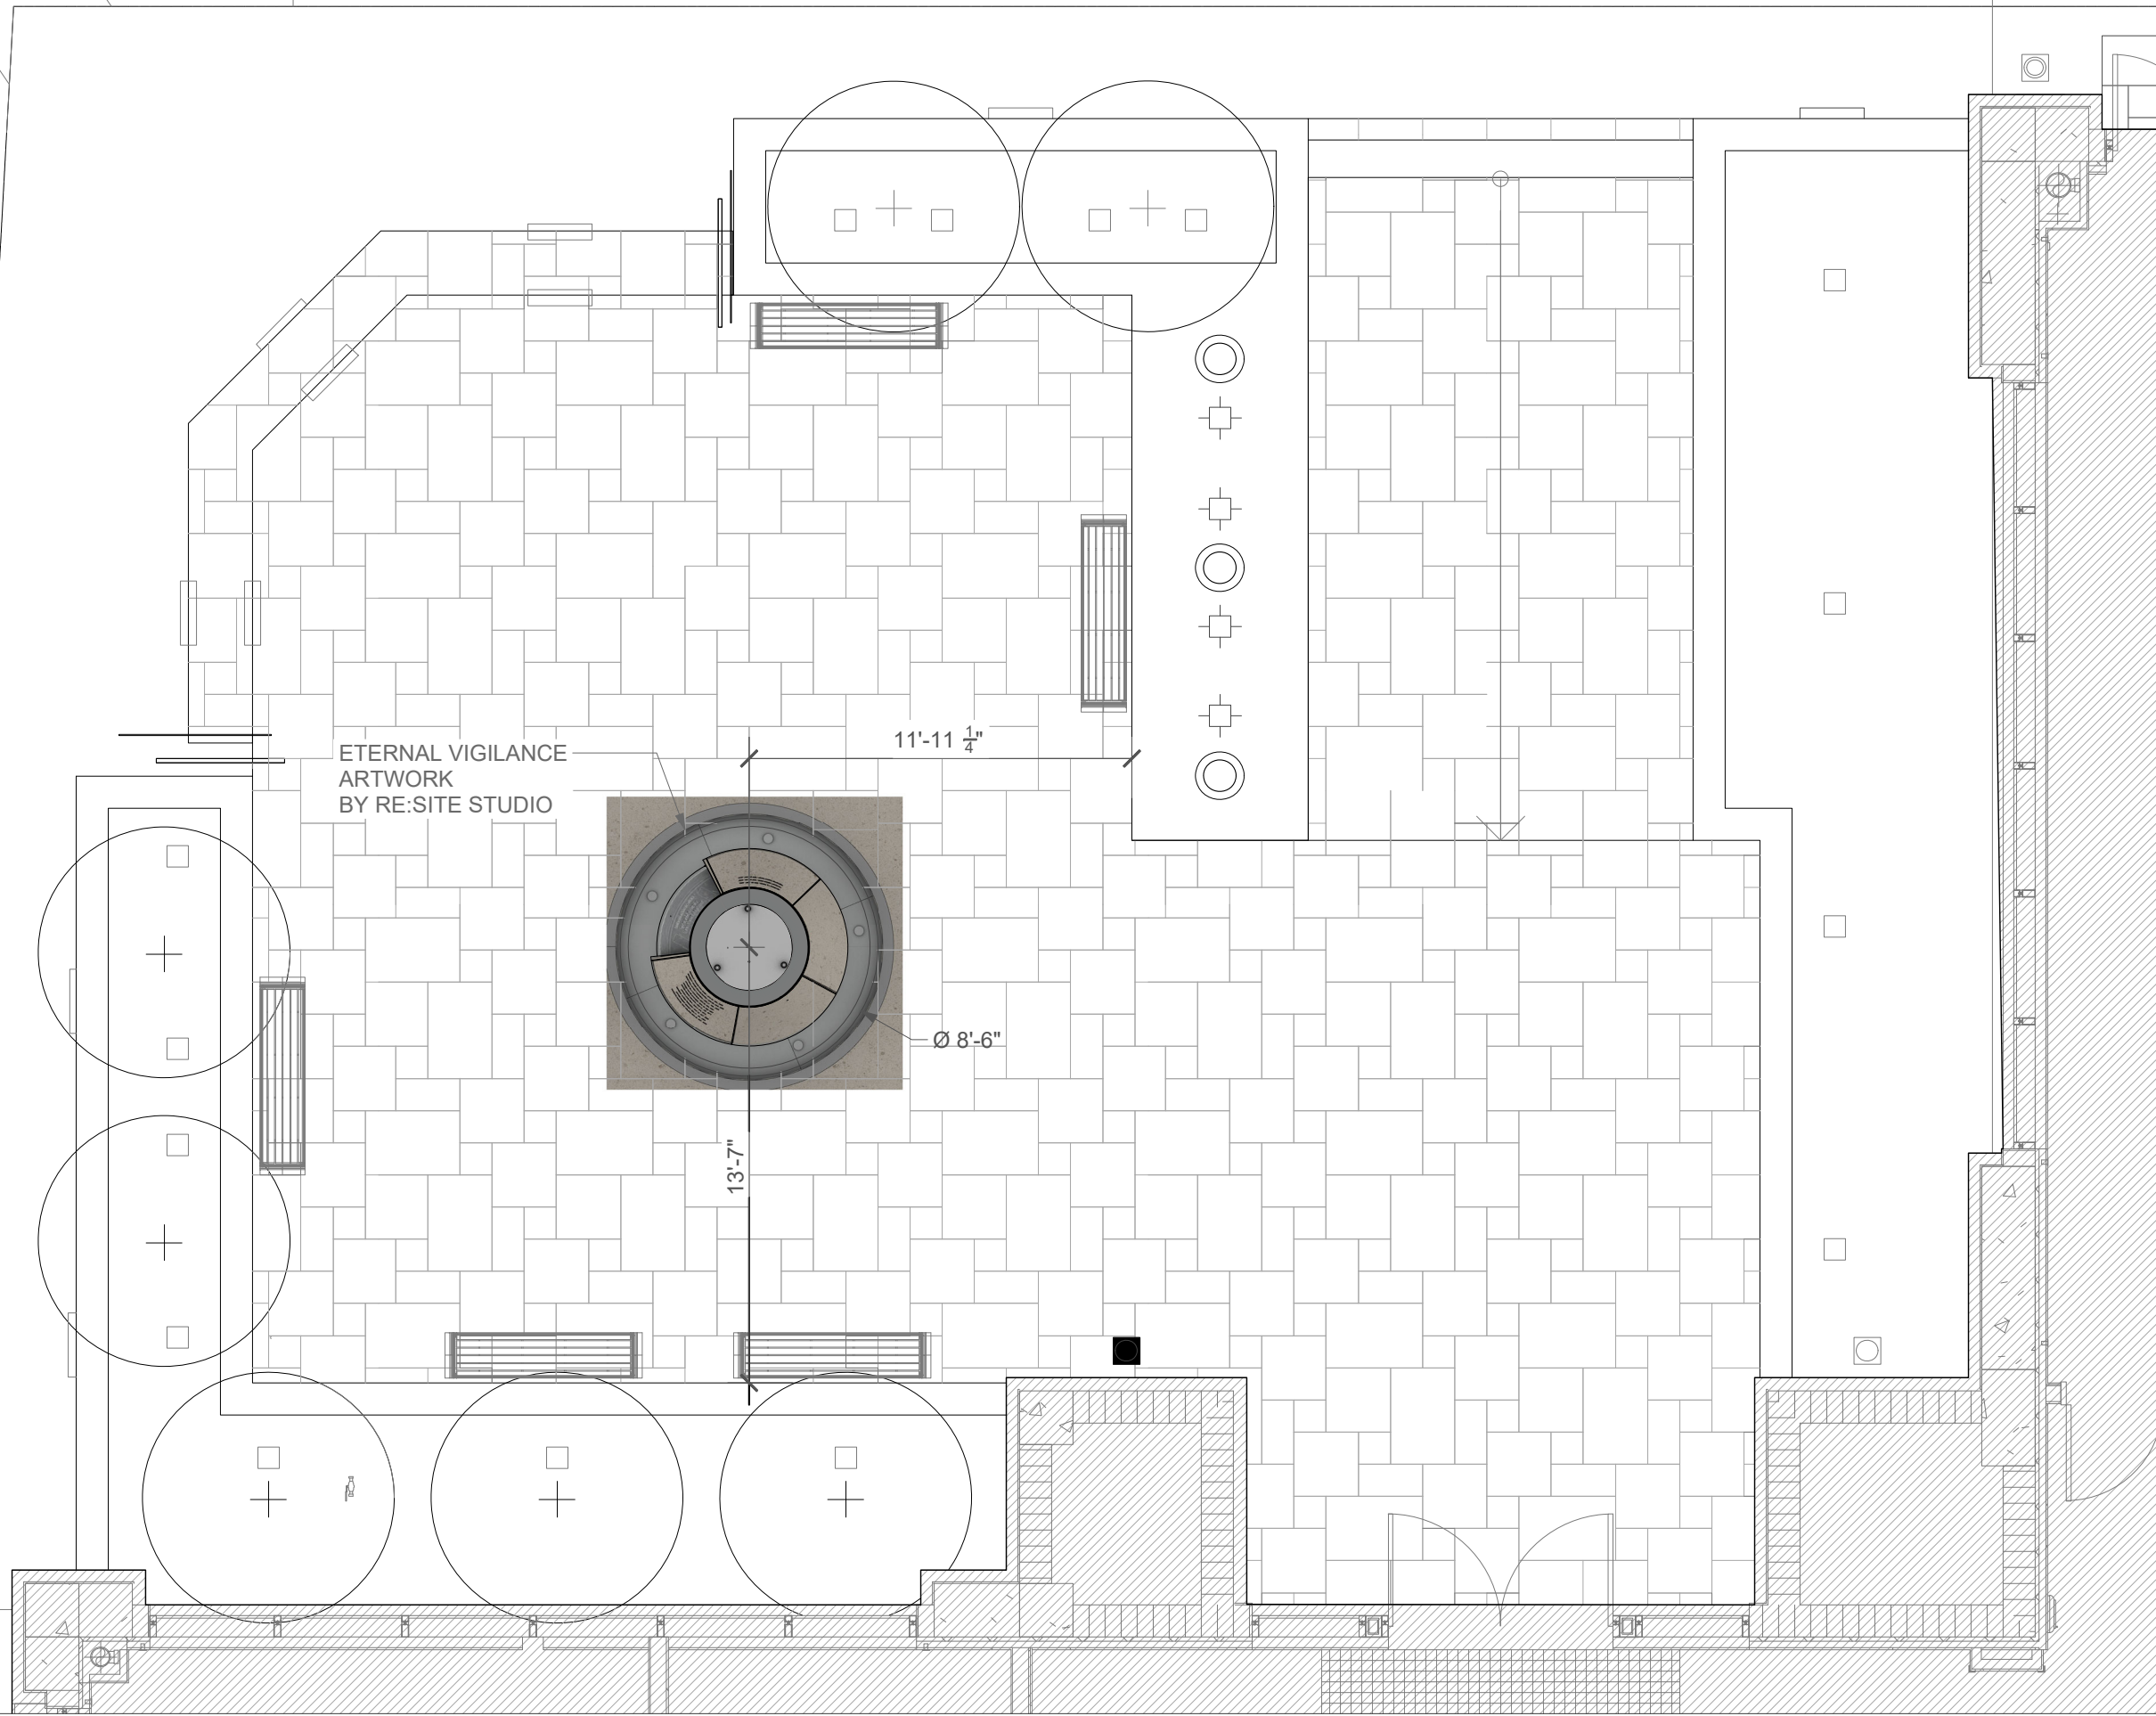 11'-11 1/4"
ETERNAL VIGILANCE
ARTWORK
BY RE:SITE STUDIO
Ø 8'-6"
13'-7"